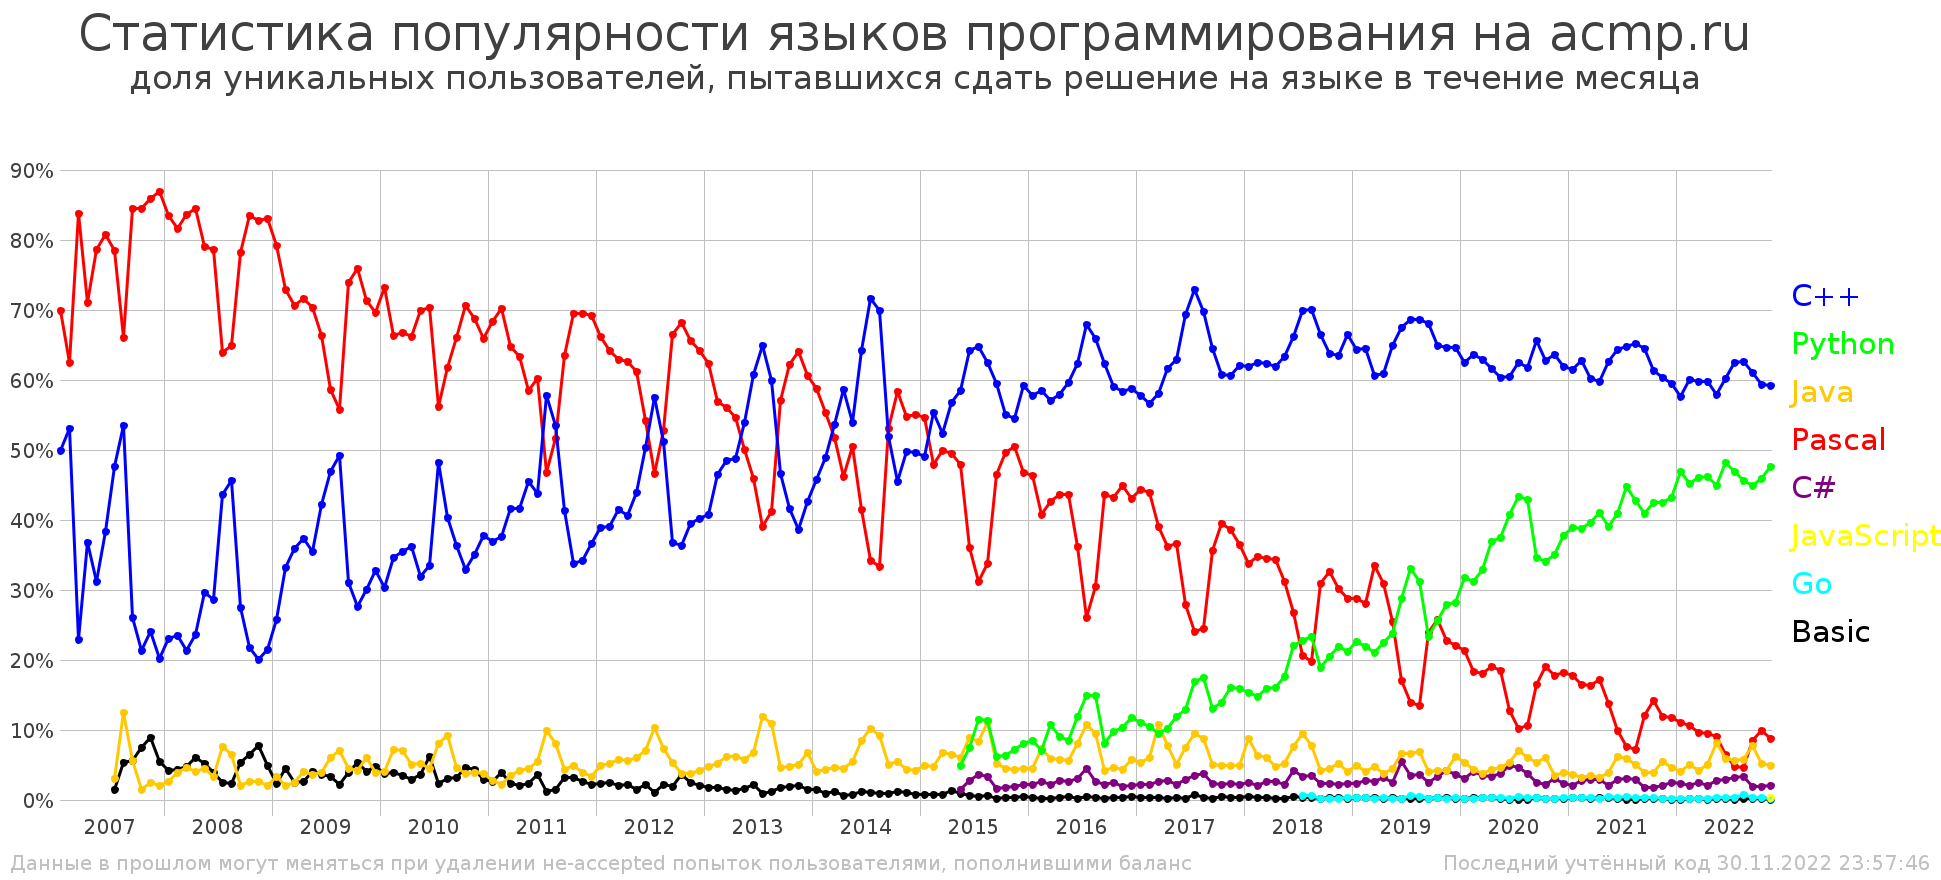 Статистика популярности языков программирования на acmp.ru
доля уникальных пользователей, пытавшихся сдать решение на языке в течение месяца
90%
80%
70%
60%
50%
40%
30%
20%
10%
0%
C++
Python
Java
Pascal
C#
JavaScript
Go
Basic
2007 2008 2009 2010 2011 2012 2013 2014 2015 2016 2017 2018 2019 2020 2021 2022
Данные в прошлом могут меняться при удалении не-accepted попыток пользователями, пополнившими баланс
Последний учтённый код 30.11.2022 23:57:46